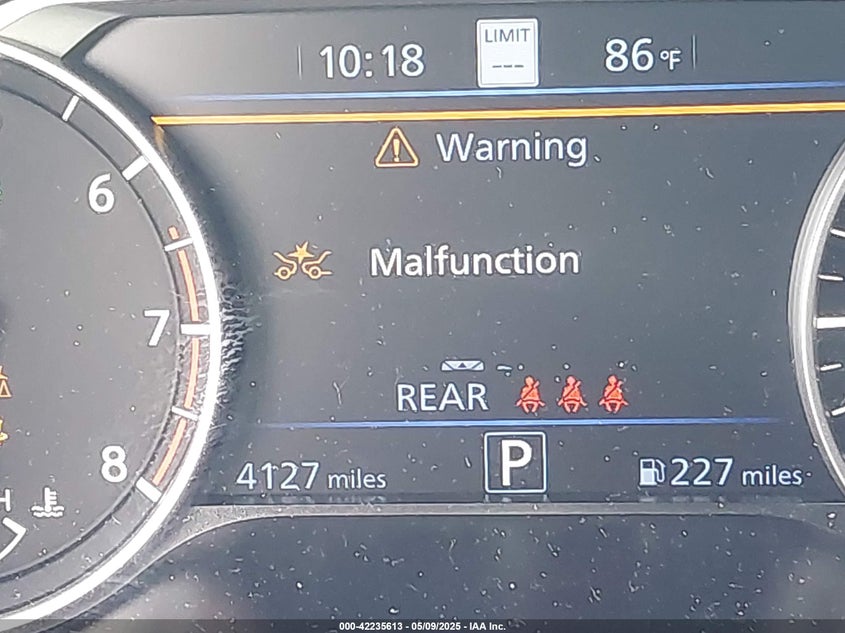 LIMIT
10:18 --- 86°F
Warning
6
Malfunction
7
REAR
8
P
4127 miles 227 miles
H
000-42235613 - 05/09/2025 - IAA Inc.